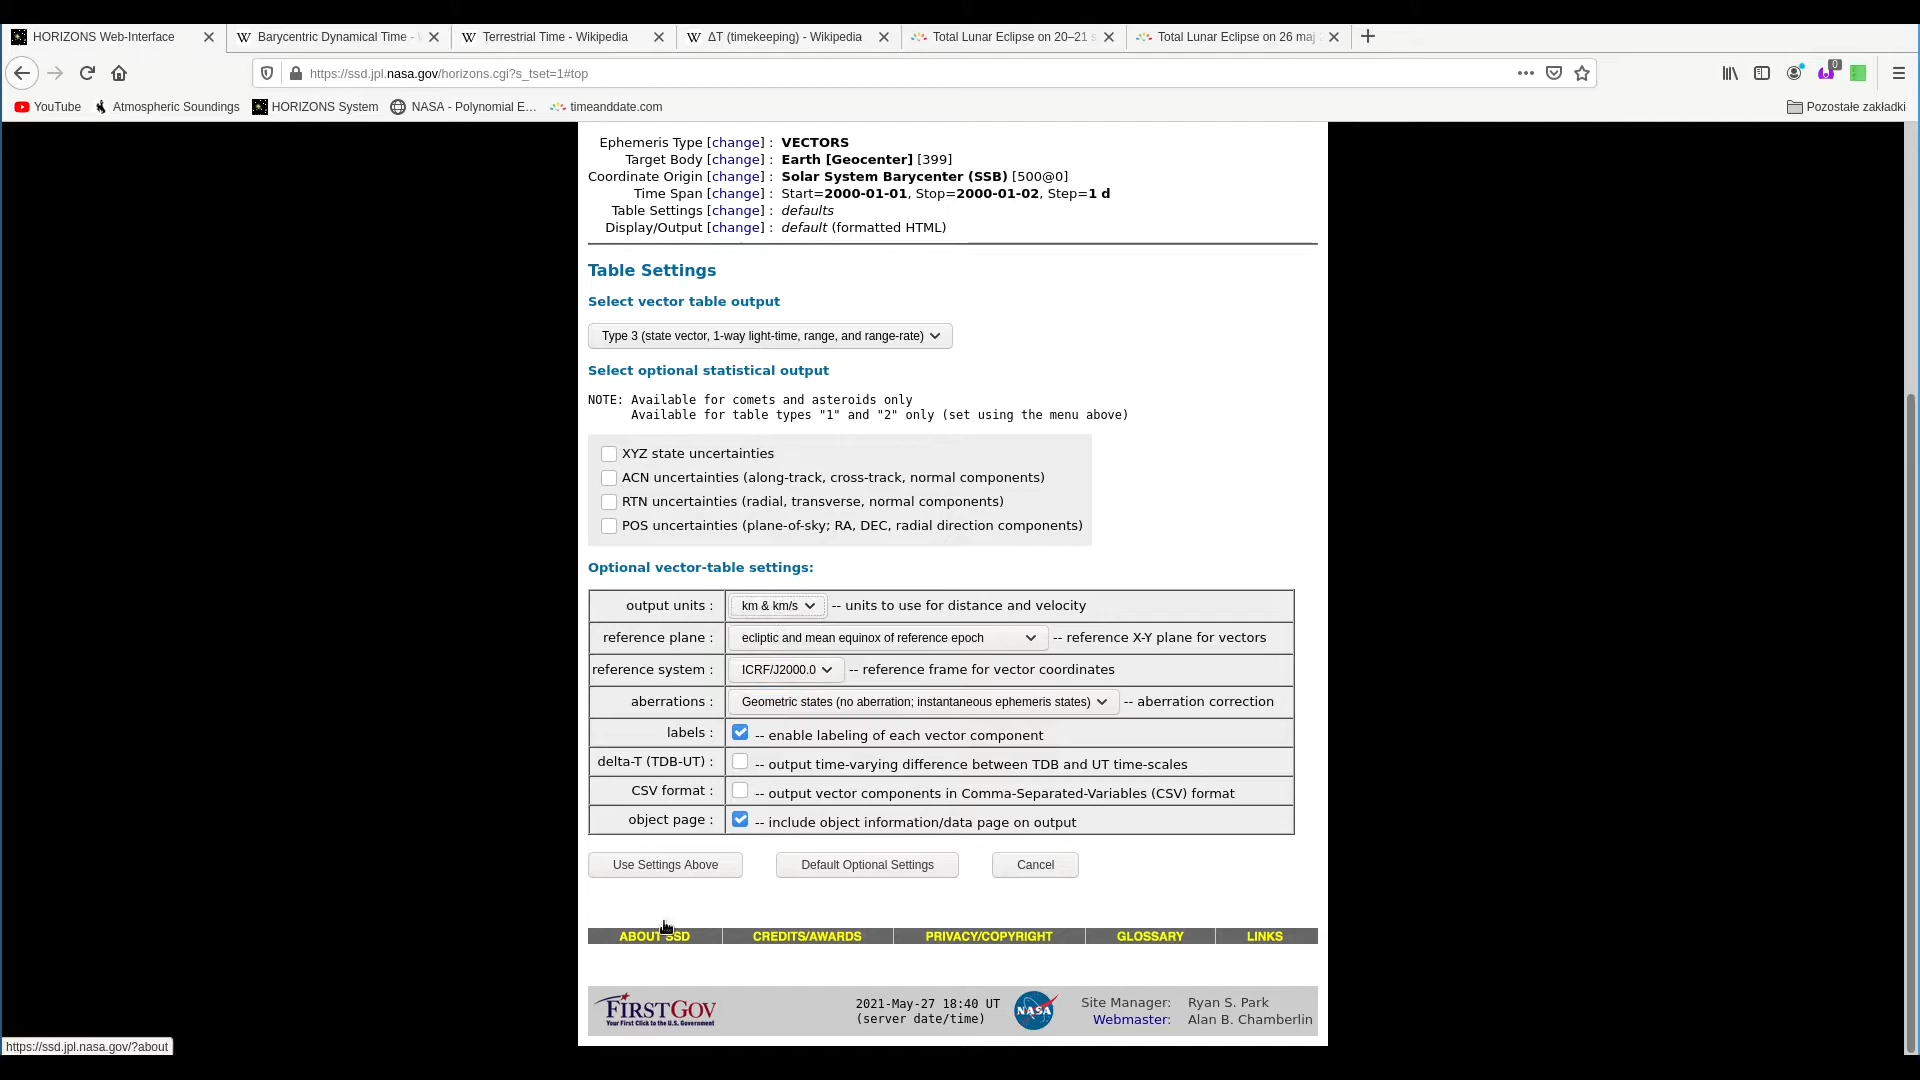 HORIZONS Web-Interface
Barycentric Dynamical Time -
Terrestrial Time - Wikipedia
ΔT (timekeeping) - Wikipedia
Total Lunar Eclipse on 20–21 s
Total Lunar Eclipse on 26 maj
https://ssd.jpl.nasa.gov/horizons.cgi?s_tset=1#top
0
YouTube
Atmospheric Soundings
HORIZONS System
NASA - Polynomial E...
timeanddate.com
Pozostałe zakładki
Ephemeris Type [change] : VECTORS
Target Body [change] : Earth [Geocenter] [399]
Coordinate Origin [change] : Solar System Barycenter (SSB) [500@0]
Time Span [change] : Start=2000-01-01, Stop=2000-01-02, Step=1 d
Table Settings [change] : defaults
Display/Output [change] : default (formatted HTML)
Table Settings
Select vector table output
Type 3 (state vector, 1-way light-time, range, and range-rate)
Select optional statistical output
NOTE: Available for comets and asteroids only
Available for table types "1" and "2" only (set using the menu above)
XYZ state uncertainties
ACN uncertainties (along-track, cross-track, normal components)
RTN uncertainties (radial, transverse, normal components)
POS uncertainties (plane-of-sky; RA, DEC, radial direction components)
Optional vector-table settings:
output units : km & km/s -- units to use for distance and velocity
reference plane : ecliptic and mean equinox of reference epoch -- reference X-Y plane for vectors
reference system : ICRF/J2000.0 -- reference frame for vector coordinates
aberrations : Geometric states (no aberration; instantaneous ephemeris states) -- aberration correction
labels : -- enable labeling of each vector component
delta-T (TDB-UT) : -- output time-varying difference between TDB and UT time-scales
CSV format : -- output vector components in Comma-Separated-Variables (CSV) format
object page : -- include object information/data page on output
Use Settings Above
Default Optional Settings
Cancel
ABOUT SSD
CREDITS/AWARDS
PRIVACY/COPYRIGHT
GLOSSARY
LINKS
FIRSTGOV
Your First Click to the U.S. Government
2021-May-27 18:40 UT
(server date/time)
NASA
Site Manager: Ryan S. Park
Webmaster: Alan B. Chamberlin
https://ssd.jpl.nasa.gov/?about